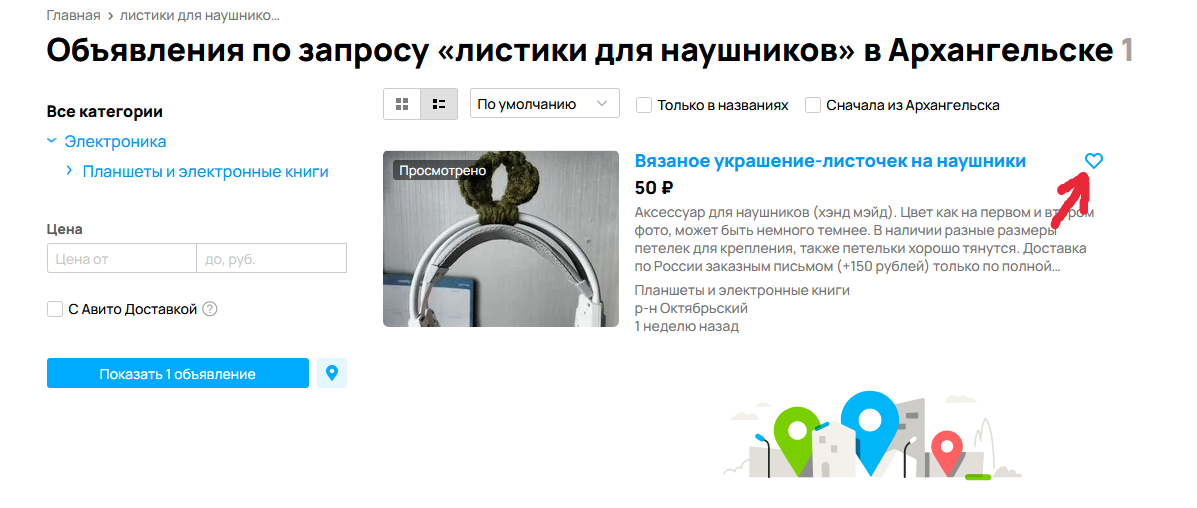 Главная > листики для наушнико...
Объявления по запросу «листики для наушников» в Архангельске 1
Все категории
Электроника
Планшеты и электронные книги
Цена
Цена от
до, руб.
С Авито Доставкой ?
Показать 1 объявление
По умолчанию
Только в названиях
Сначала из Архангельска
Просмотрено
Вязаное украшение-листочек на наушники
50 ₽
Аксессуар для наушников (хэнд мэйд). Цвет как на первом и втором
фото, может быть немного темнее. В наличии разные размеры
петелек для крепления, также петельки хорошо тянутся. Доставка
по России заказным письмом (+150 рублей) только по полной...
Планшеты и электронные книги
р-н Октябрьский
1 неделю назад